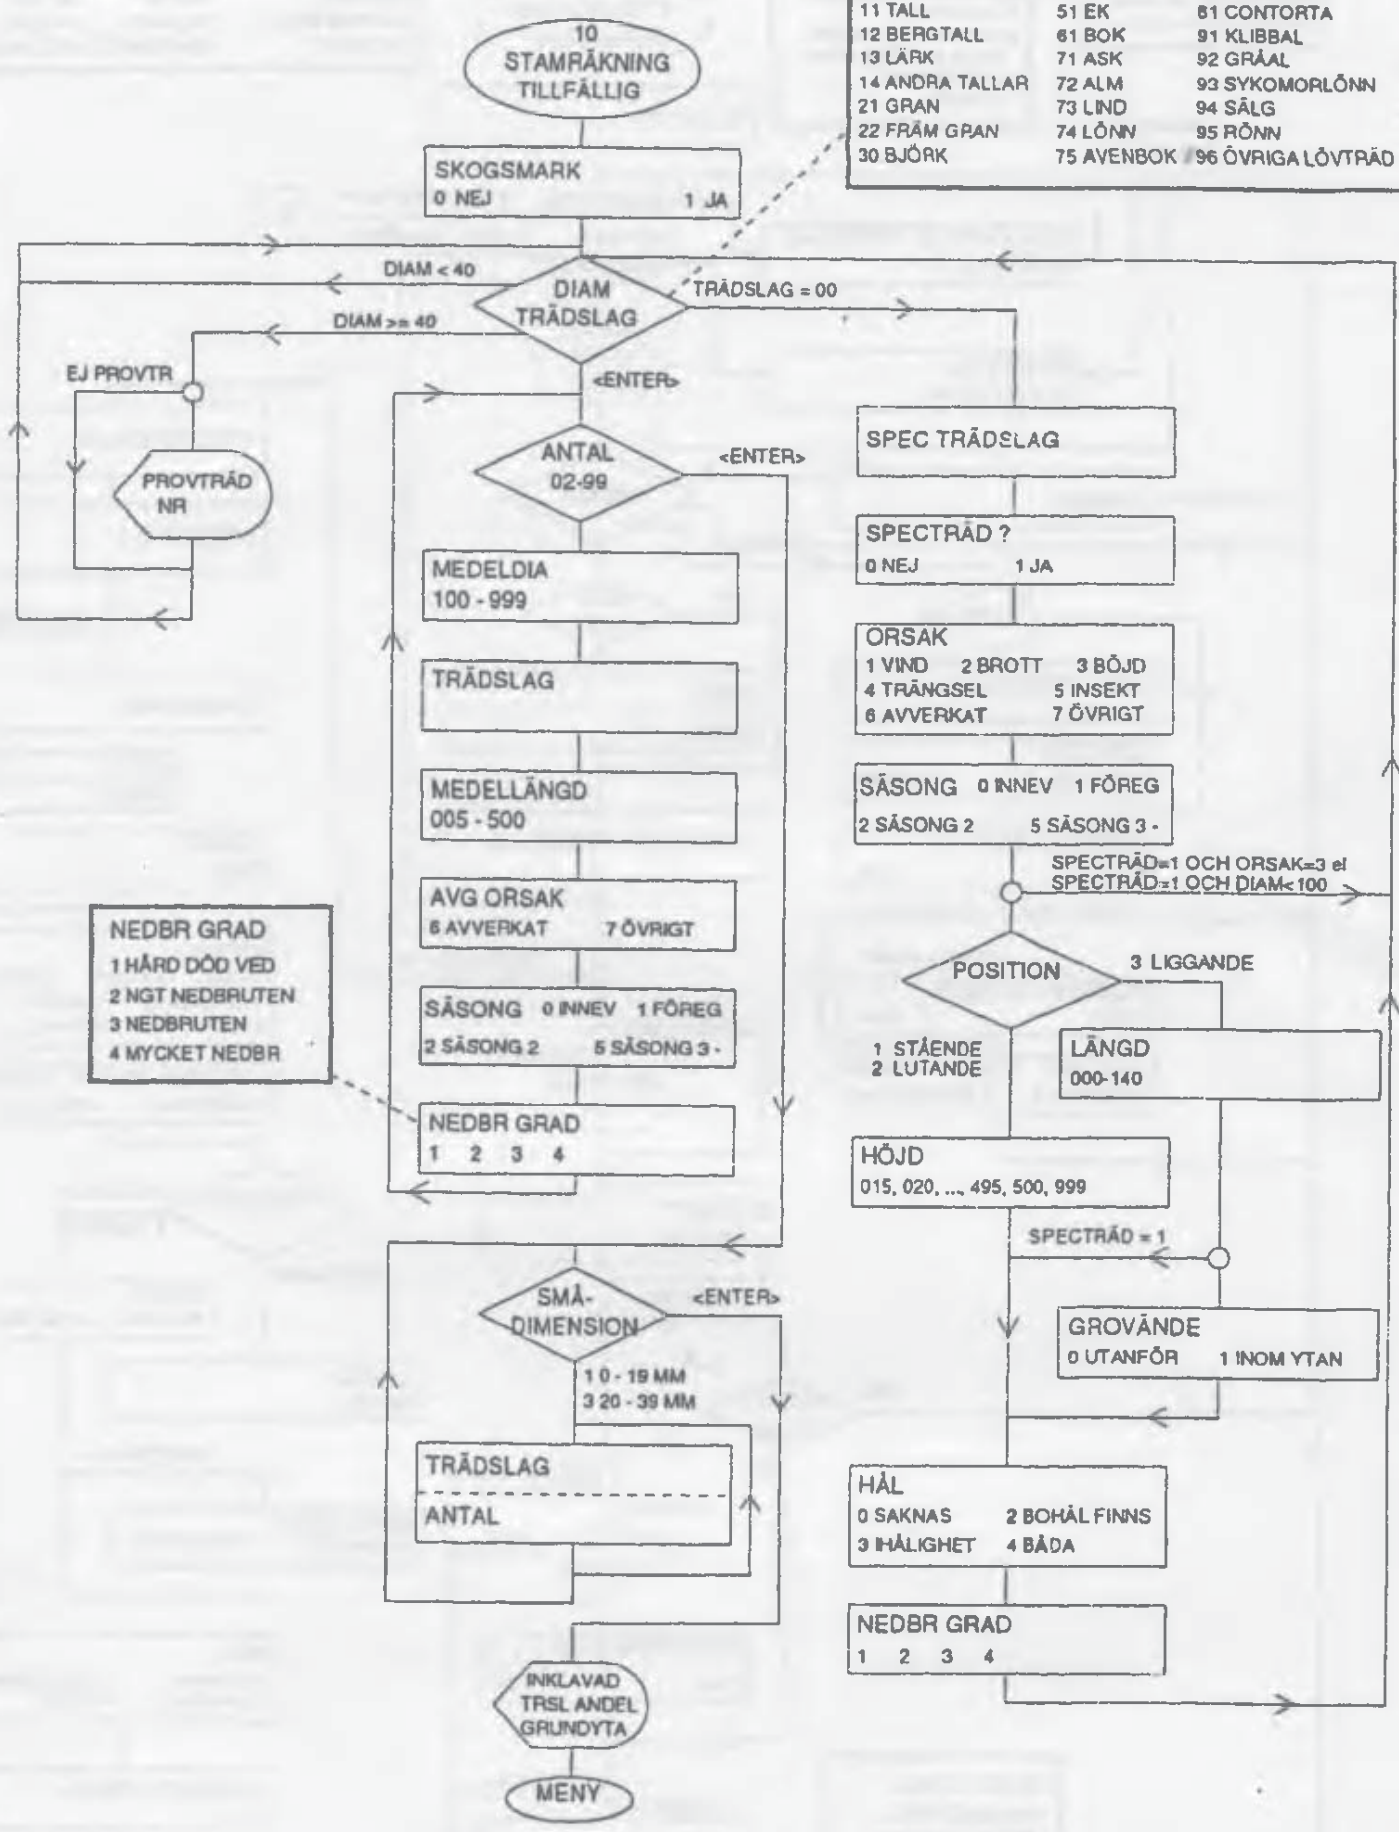 10
STAMRÄKNING
TILLFÄLLIG
11 TALL 51 EK 81 CONTORTA
12 BERGTALL 61 BOK 91 KLIBBAL
13 LÄRK 71 ASK 92 GRÅAL
14 ANDRA TALLAR 72 ALM 93 SYKOMORLÖNN
21 GRAN 73 LIND 94 SÄLG
22 FRÄM GRAN 74 LÖNN 95 RÖNN
30 BJÖRK 75 AVENBOK 96 ÖVRIGA LÖVTRÄD
SKOGSMARK
0 NEJ 1 JA
DIAM < 40
DIAM
TRÄDSLAG
TRÄDSLAG = 00
DIAM >= 40
EJ PROVTR
<ENTER>
PROVTRÄD
NR
ANTAL
02-99
<ENTER>
MEDELDIA
100 - 999
TRÄDSLAG
MEDELLÄNGD
005 - 500
AVG ORSAK
6 AVVERKAT 7 ÖVRIGT
SÄSONG 0 INNEV 1 FÖREG
2 SÄSONG 2 5 SÄSONG 3 -
NEDBR GRAD
1 2 3 4
NEDBR GRAD
1 HÅRD DÖD VED
2 NGT NEDBRUTEN
3 NEDBRUTEN
4 MYCKET NEDBR
SMÅ-
DIMENSION
<ENTER>
1 0 - 19 MM
3 20 - 39 MM
TRÄDSLAG
ANTAL
INKLAVAD
TRSL ANDEL
GRUNDYTA
MENY
SPEC TRÄDSLAG
SPECTRÄD ?
0 NEJ 1 JA
ORSAK
1 VIND 2 BROTT 3 BÖJD
4 TRÄNGSEL 5 INSEKT
6 AVVERKAT 7 ÖVRIGT
SÄSONG 0 INNEV 1 FÖREG
2 SÄSONG 2 5 SÄSONG 3 -
SPECTRÄD=1 OCH ORSAK=3 el
SPECTRÄD=1 OCH DIAM<100
POSITION
3 LIGGANDE
1 STÅENDE
2 LUTANDE
LÄNGD
000-140
HÖJD
015, 020, ..., 495, 500, 999
SPECTRÄD = 1
GROVÄNDE
0 UTANFÖR 1 INOM YTAN
HÅL
0 SAKNAS 2 BOHÅL FINNS
3 IHÅLIGHET 4 BÅDA
NEDBR GRAD
1 2 3 4